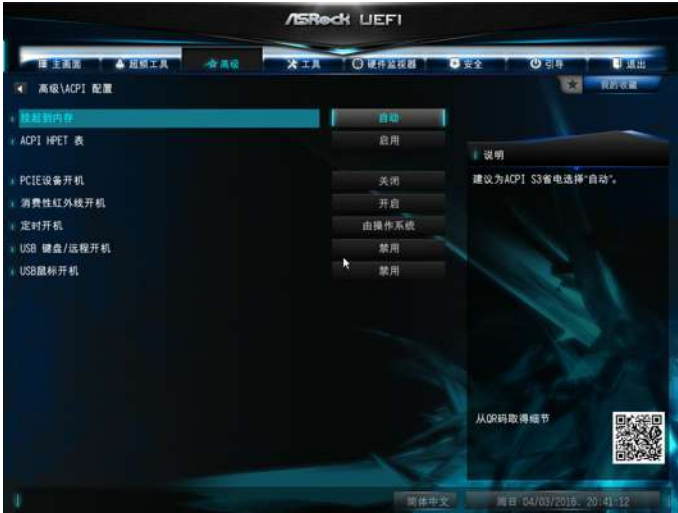 ASRock UEFI
主画面 超频工具 高级 工具 硬件监视器 安全 引导 退出
高级\ACPI 配置 我的收藏
挂起到内存 自动
ACPI HPET 表 启用
说明
PCIE设备开机 关闭 建议为ACPI S3省电选择“自动”。
消费性红外线开机 开启
定时开机 由操作系统
USB 键盘/远程开机 禁用
USB鼠标开机 禁用
从QR码取得细节
简体中文 周日 04/03/2016. 20:41:12